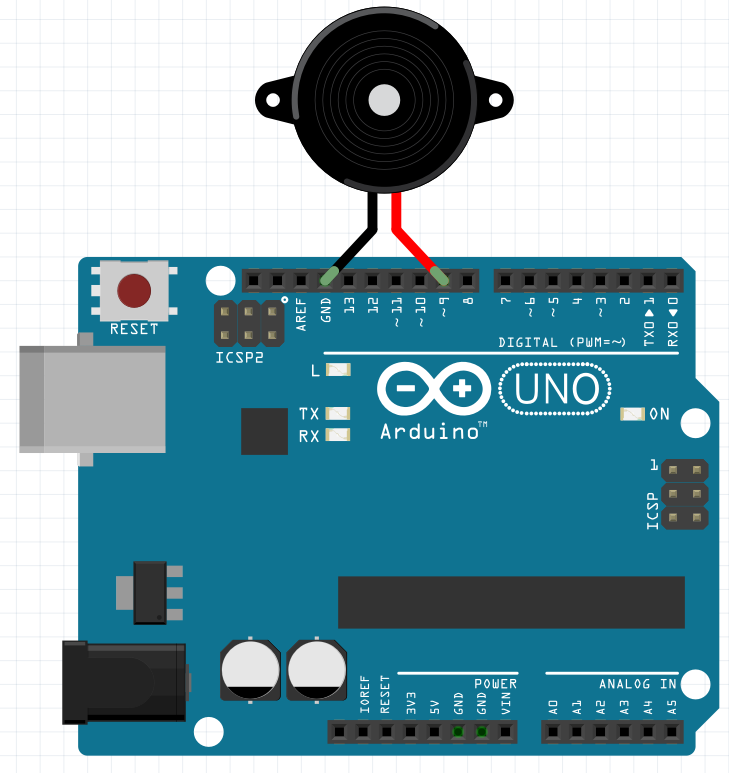 RESET
ICSP2
AREF
GND
13
12
~11
~10
~9
8
7
~6
~5
4
~3
2
TX0▶1
RX0◀0
DIGITAL (PWM=~)
L
TX
RX
UNO
Arduino™
ON
1
ICSP
POWER
ANALOG IN
IOREF
RESET
3V3
5V
GND
GND
VIN
A0
A1
A2
A3
A4
A5